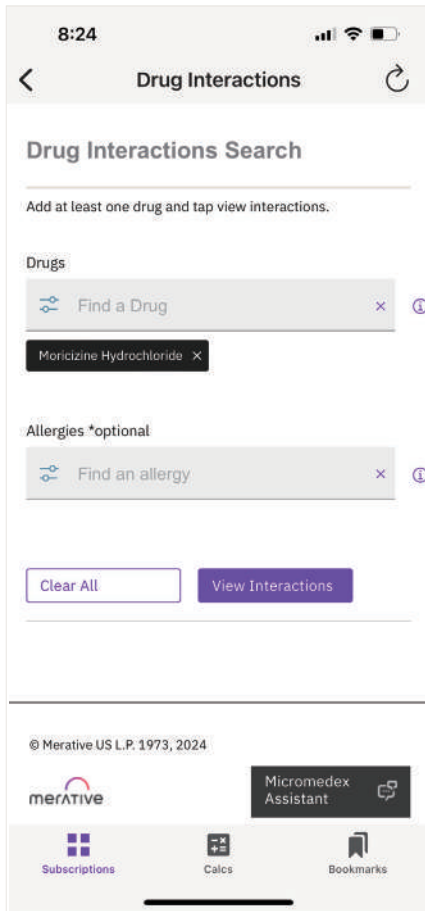 8:24
Drug Interactions
Drug Interactions Search
Add at least one drug and tap view interactions.
Drugs
Find a Drug
Moricizine Hydrochloride ×
Allergies *optional
Find an allergy
Clear All
View Interactions
© Merative US L.P. 1973, 2024
merative
Micromedex
Assistant
Subscriptions
Calcs
Bookmarks